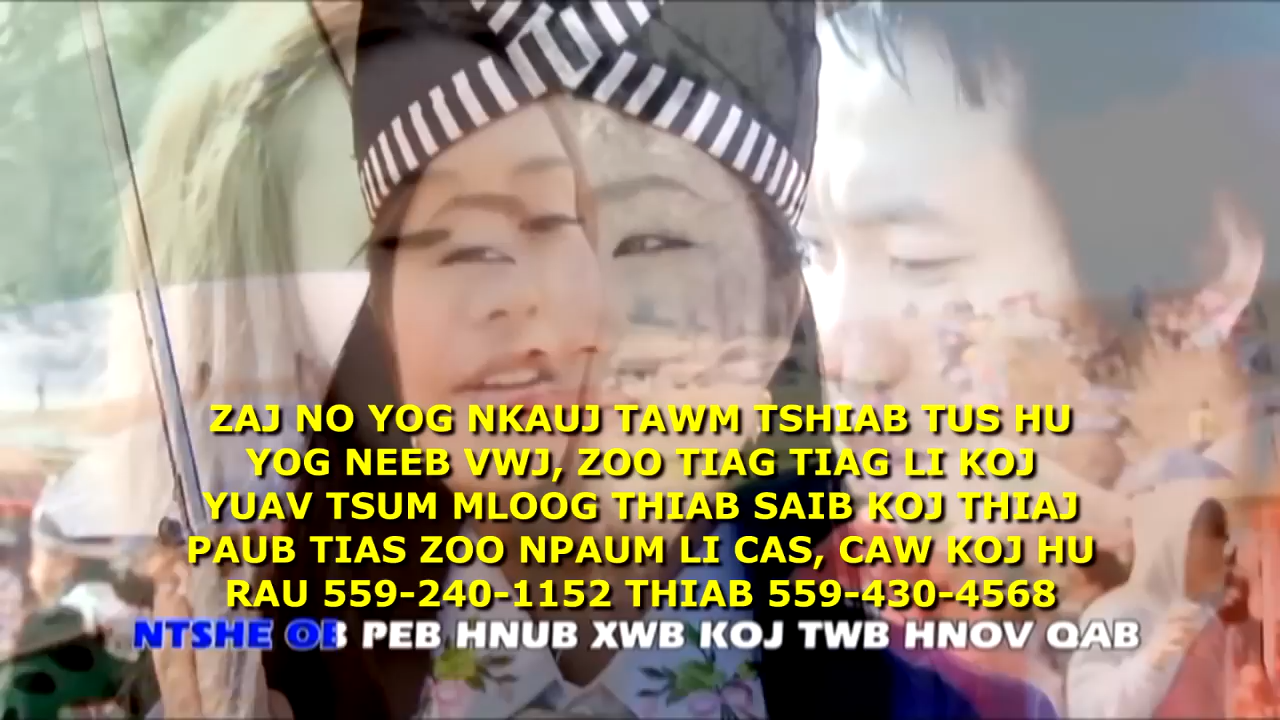 ZAJ NO YOG NKAUJ TAWM TSHIAB TUS HU
YOG NEEB VWJ, ZOO TIAG TIAG LI KOJ
YUAV TSUM MLOOG THIAB SAIB KOJ THIAJ
PAUB TIAS ZOO NPAUM LI CAS, CAW KOJ HU
RAU 559-240-1152 THIAB 559-430-4568
NTSHE OB PEB HNUB XWB KOJ TWB HNOV QAB